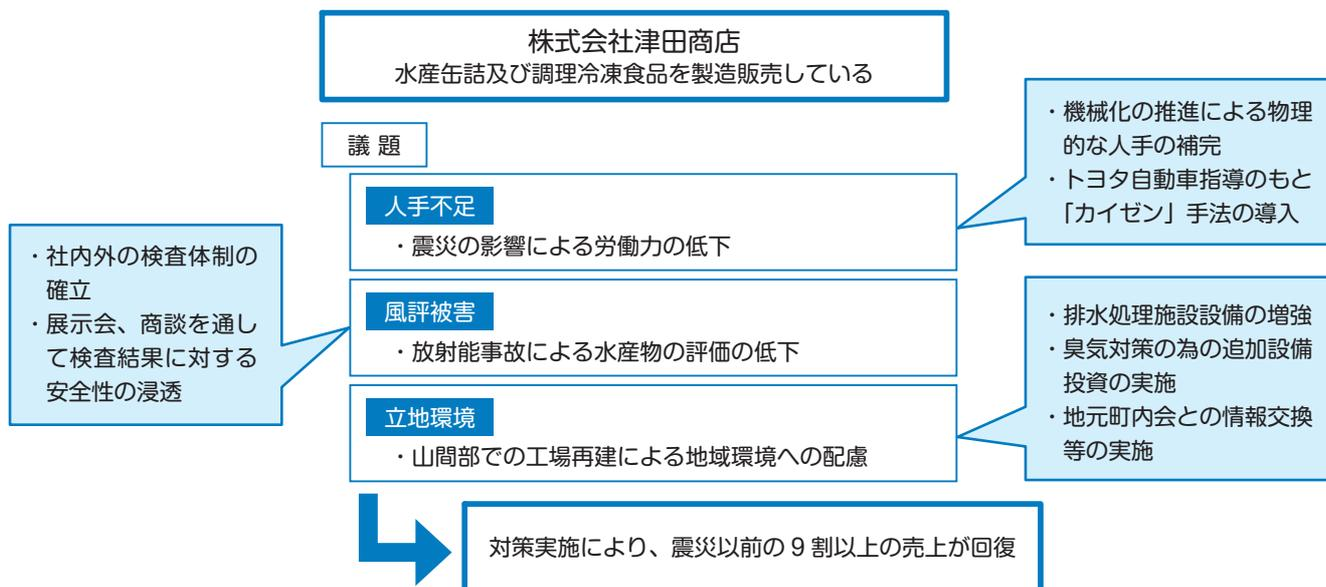 株式会社津田商店
水産缶詰及び調理冷凍食品を製造販売している
議 題
人手不足
・震災の影響による労働力の低下
・機械化の推進による物理
的な人手の補完
・トヨタ自動車指導のもと
「カイゼン」手法の導入
風評被害
・放射能事故による水産物の評価の低下
・社内外の検査体制の
確立
・展示会、商談を通し
て検査結果に対する
安全性の浸透
立地環境
・山間部での工場再建による地域環境への配慮
・排水処理施設設備の増強
・臭気対策の為の追加設備
投資の実施
・地元町内会との情報交換
等の実施
対策実施により、震災以前の 9 割以上の売上が回復